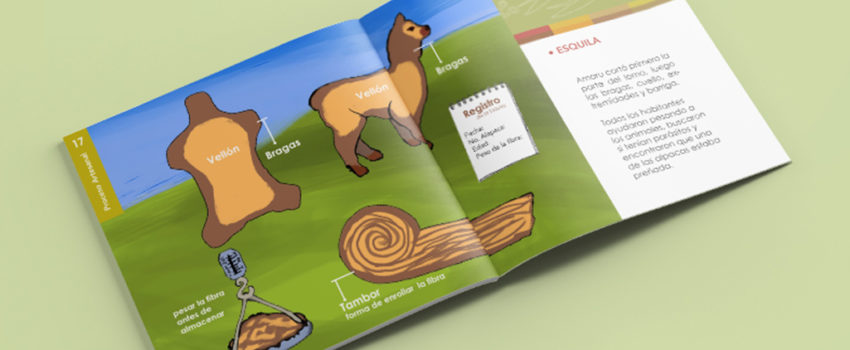 17
Proceso Artesanal
Vellón
Bragas
Vellón
Bragas
Registro
Fecha:
No. Alapaca:
Edad:
Peso de la fibra:
Tambor
forma de enrollar la fibra
pesar la fibra
antes de
almacenar
• ESQUILA
Amaru cortó primero la
parte del lomo, luego
las bragas, cuello, ex-
tremidades y barriga.
Todos los habitantes
ayudaron pesando a
los animales, buscaron
si tenían parásitos y
encontraron que una
de las alpacas estaba
preñada.